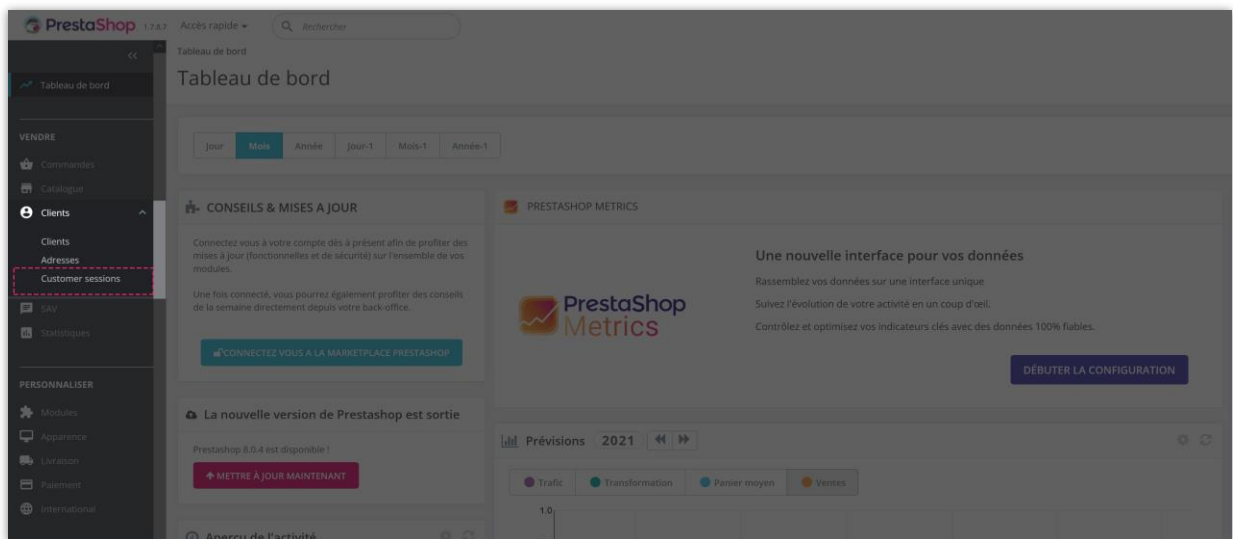 PrestaShop 1.7.8.7 Accès rapide Rechercher
Tableau de bord
Tableau de bord
Tableau de bord
VENDRE
Commandes
Catalogue
Clients
Clients
Adresses
Customer sessions
SAV
Statistiques
PERSONNALISER
Modules
Apparence
Livraison
Paiement
International
Jour Mois Année Jour-1 Mois-1 Année-1
CONSEILS & MISES A JOUR
Connectez vous à votre compte dès à présent afin de profiter des
mises à jour (fonctionnelles et de sécurité) sur l'ensemble de vos
modules.
Une fois connecté, vous pourrez également profiter des conseils
de la semaine directement depuis votre back-office.
CONNECTEZ VOUS A LA MARKETPLACE PRESTASHOP
La nouvelle version de Prestashop est sortie
Prestashop 8.0.4 est disponible !
METTRE À JOUR MAINTENANT
Aperçu de l'activité
PRESTASHOP METRICS
PrestaShop
Metrics
Une nouvelle interface pour vos données
Rassemblez vos données sur une interface unique
Suivez l'évolution de votre activité en un coup d'œil.
Contrôlez et optimisez vos indicateurs clés avec des données 100% fiables.
DÉBUTER LA CONFIGURATION
Prévisions 2021
Trafic Transformation Panier moyen Ventes
1.0